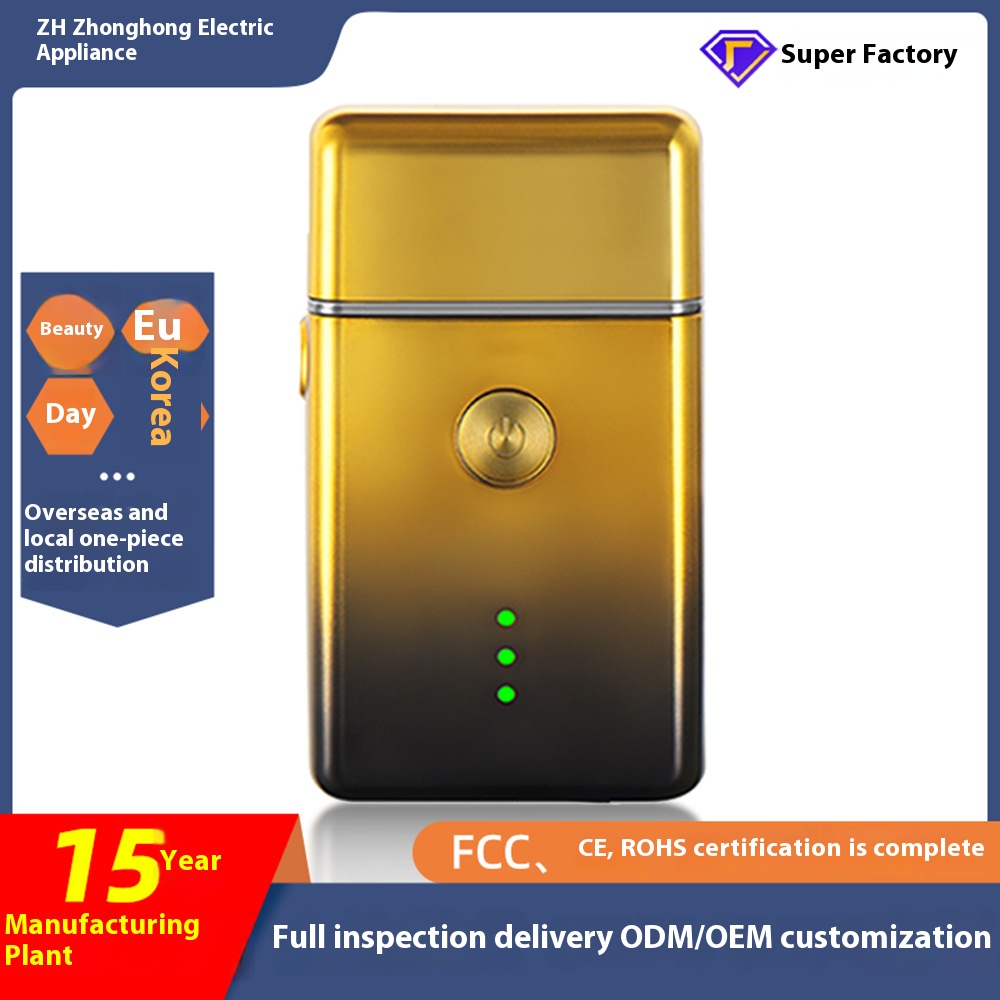 ZH Zhonghong Electric
Appliance
Super Factory
Beauty
Eu
Korea
Day
...
Overseas and
local one-piece
distribution
15 Year
Manufacturing
Plant
FCC、 CE, ROHS certification is complete
Full inspection delivery ODM/OEM customization